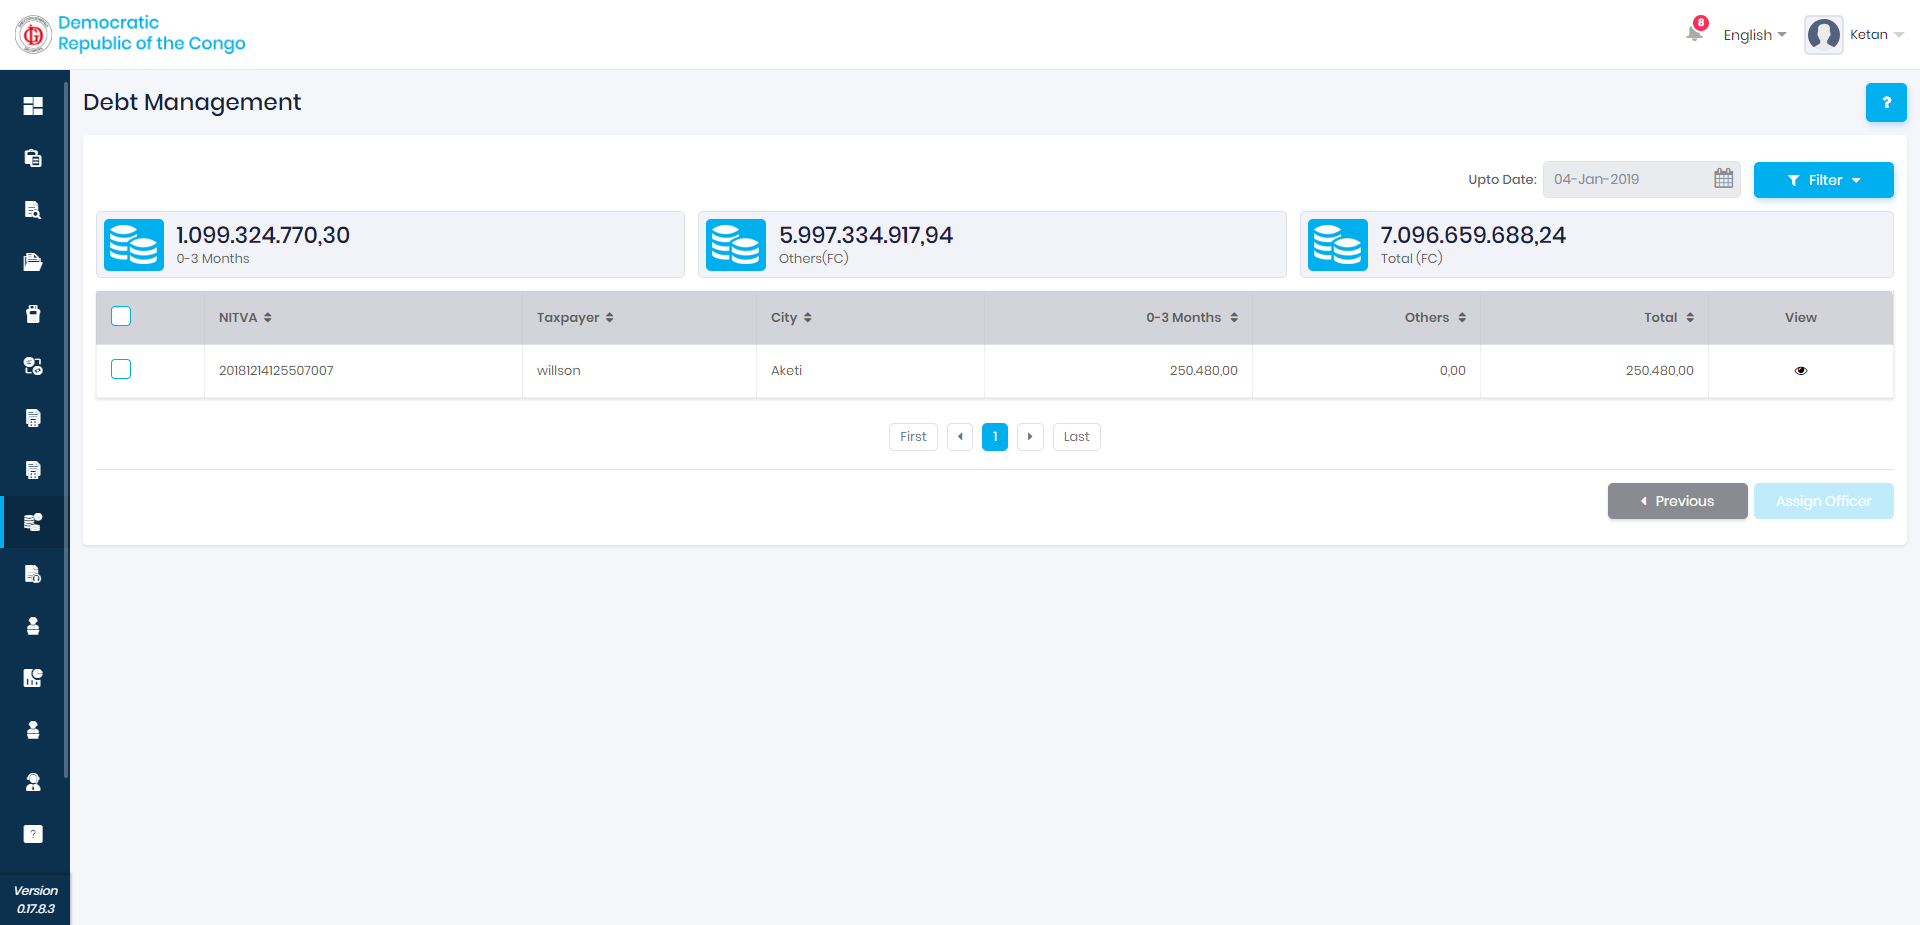 Democratic
Republic of the Congo
8
English
Ketan
Debt Management
?
Upto Date:
04-Jan-2019
Filter
1.099.324.770,30
0-3 Months
5.997.334.917,94
Others(FC)
7.096.659.688,24
Total (FC)
NITVA
Taxpayer
City
0-3 Months
Others
Total
View
20181214125507007
willson
Aketi
250.480,00
0,00
250.480,00
First
1
Last
Previous
Assign Officer
?
Version
0.17.8.3